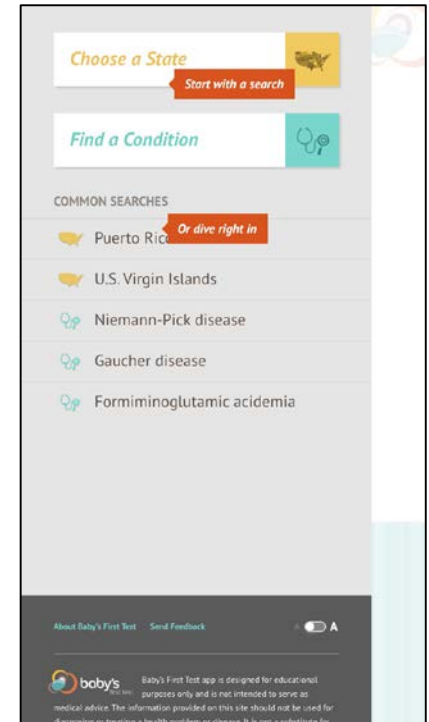 Choose a State
Start with a search
Find a Condition
COMMON SEARCHES
Or dive right in
Puerto Ric
U.S. Virgin Islands
Niemann-Pick disease
Gaucher disease
Formiminoglutamic acidemia
About Baby's First Test Send Feedback A A
baby's
first test
Baby's First Test app is designed for educational
purposes only and is not intended to serve as
medical advice. The information provided on this site should not be used for